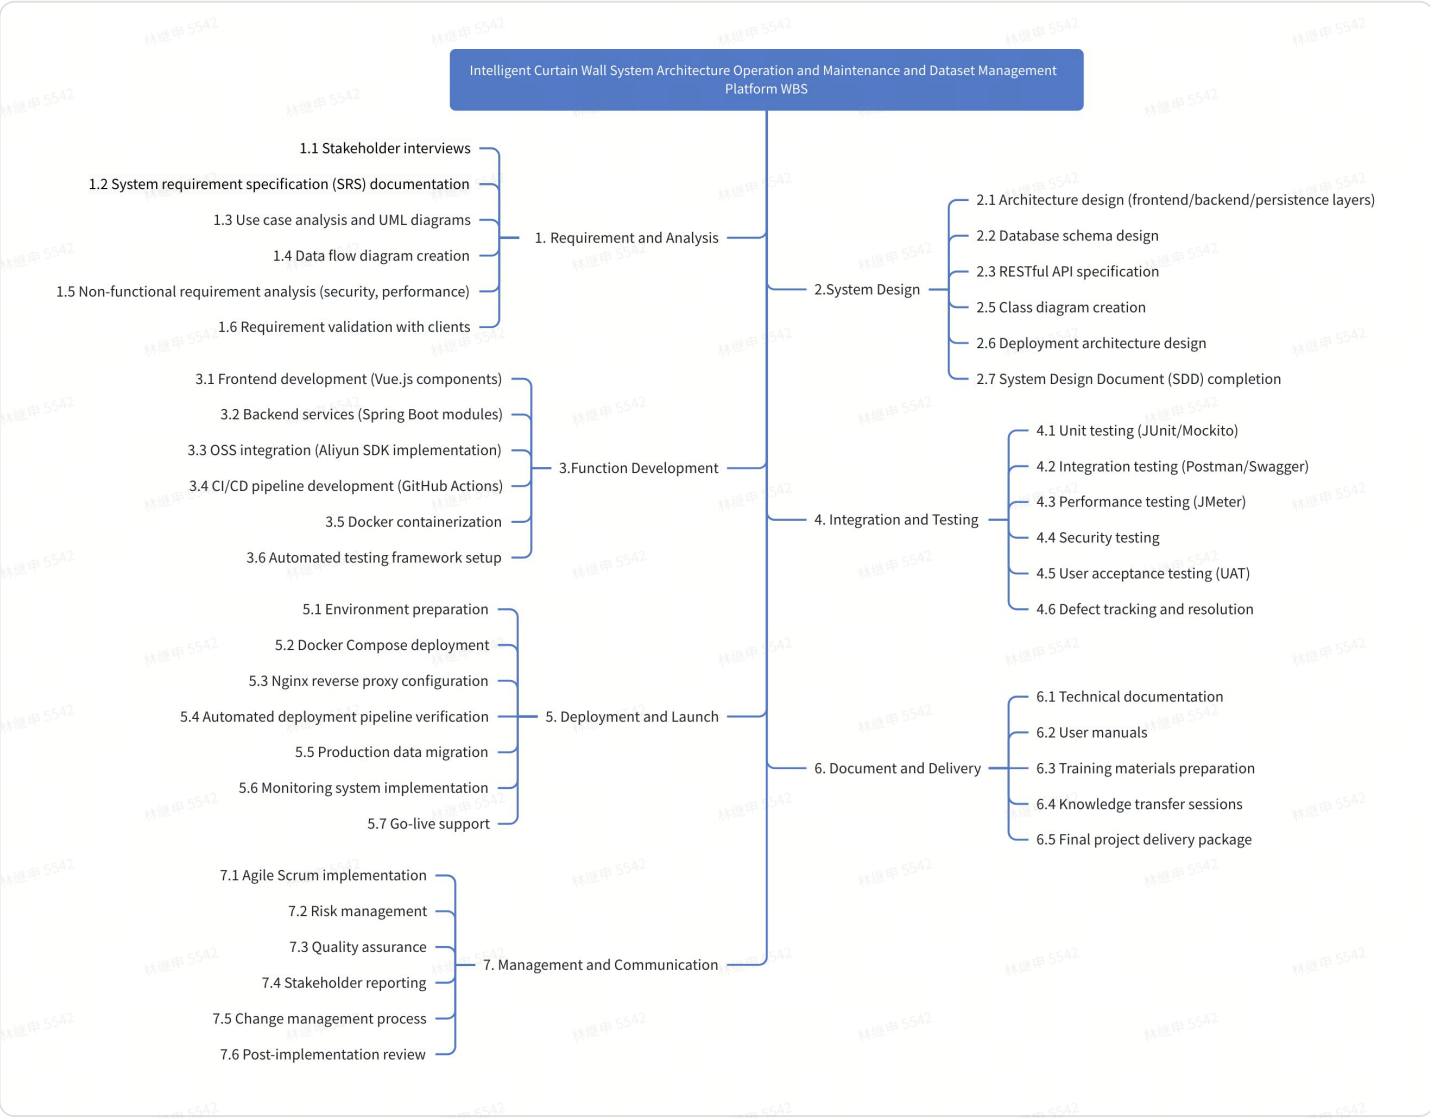 Intelligent Curtain Wall System Architecture Operation and Maintenance and Dataset Management
Platform WBS
1. Requirement and Analysis
1.1 Stakeholder interviews
1.2 System requirement specification (SRS) documentation
1.3 Use case analysis and UML diagrams
1.4 Data flow diagram creation
1.5 Non-functional requirement analysis (security, performance)
1.6 Requirement validation with clients
2.System Design
2.1 Architecture design (frontend/backend/persistence layers)
2.2 Database schema design
2.3 RESTful API specification
2.5 Class diagram creation
2.6 Deployment architecture design
2.7 System Design Document (SDD) completion
3.Function Development
3.1 Frontend development (Vue.js components)
3.2 Backend services (Spring Boot modules)
3.3 OSS integration (Aliyun SDK implementation)
3.4 CI/CD pipeline development (GitHub Actions)
3.5 Docker containerization
3.6 Automated testing framework setup
4. Integration and Testing
4.1 Unit testing (JUnit/Mockito)
4.2 Integration testing (Postman/Swagger)
4.3 Performance testing (JMeter)
4.4 Security testing
4.5 User acceptance testing (UAT)
4.6 Defect tracking and resolution
5. Deployment and Launch
5.1 Environment preparation
5.2 Docker Compose deployment
5.3 Nginx reverse proxy configuration
5.4 Automated deployment pipeline verification
5.5 Production data migration
5.6 Monitoring system implementation
5.7 Go-live support
6. Document and Delivery
6.1 Technical documentation
6.2 User manuals
6.3 Training materials preparation
6.4 Knowledge transfer sessions
6.5 Final project delivery package
7. Management and Communication
7.1 Agile Scrum implementation
7.2 Risk management
7.3 Quality assurance
7.4 Stakeholder reporting
7.5 Change management process
7.6 Post-implementation review
林继申 5542